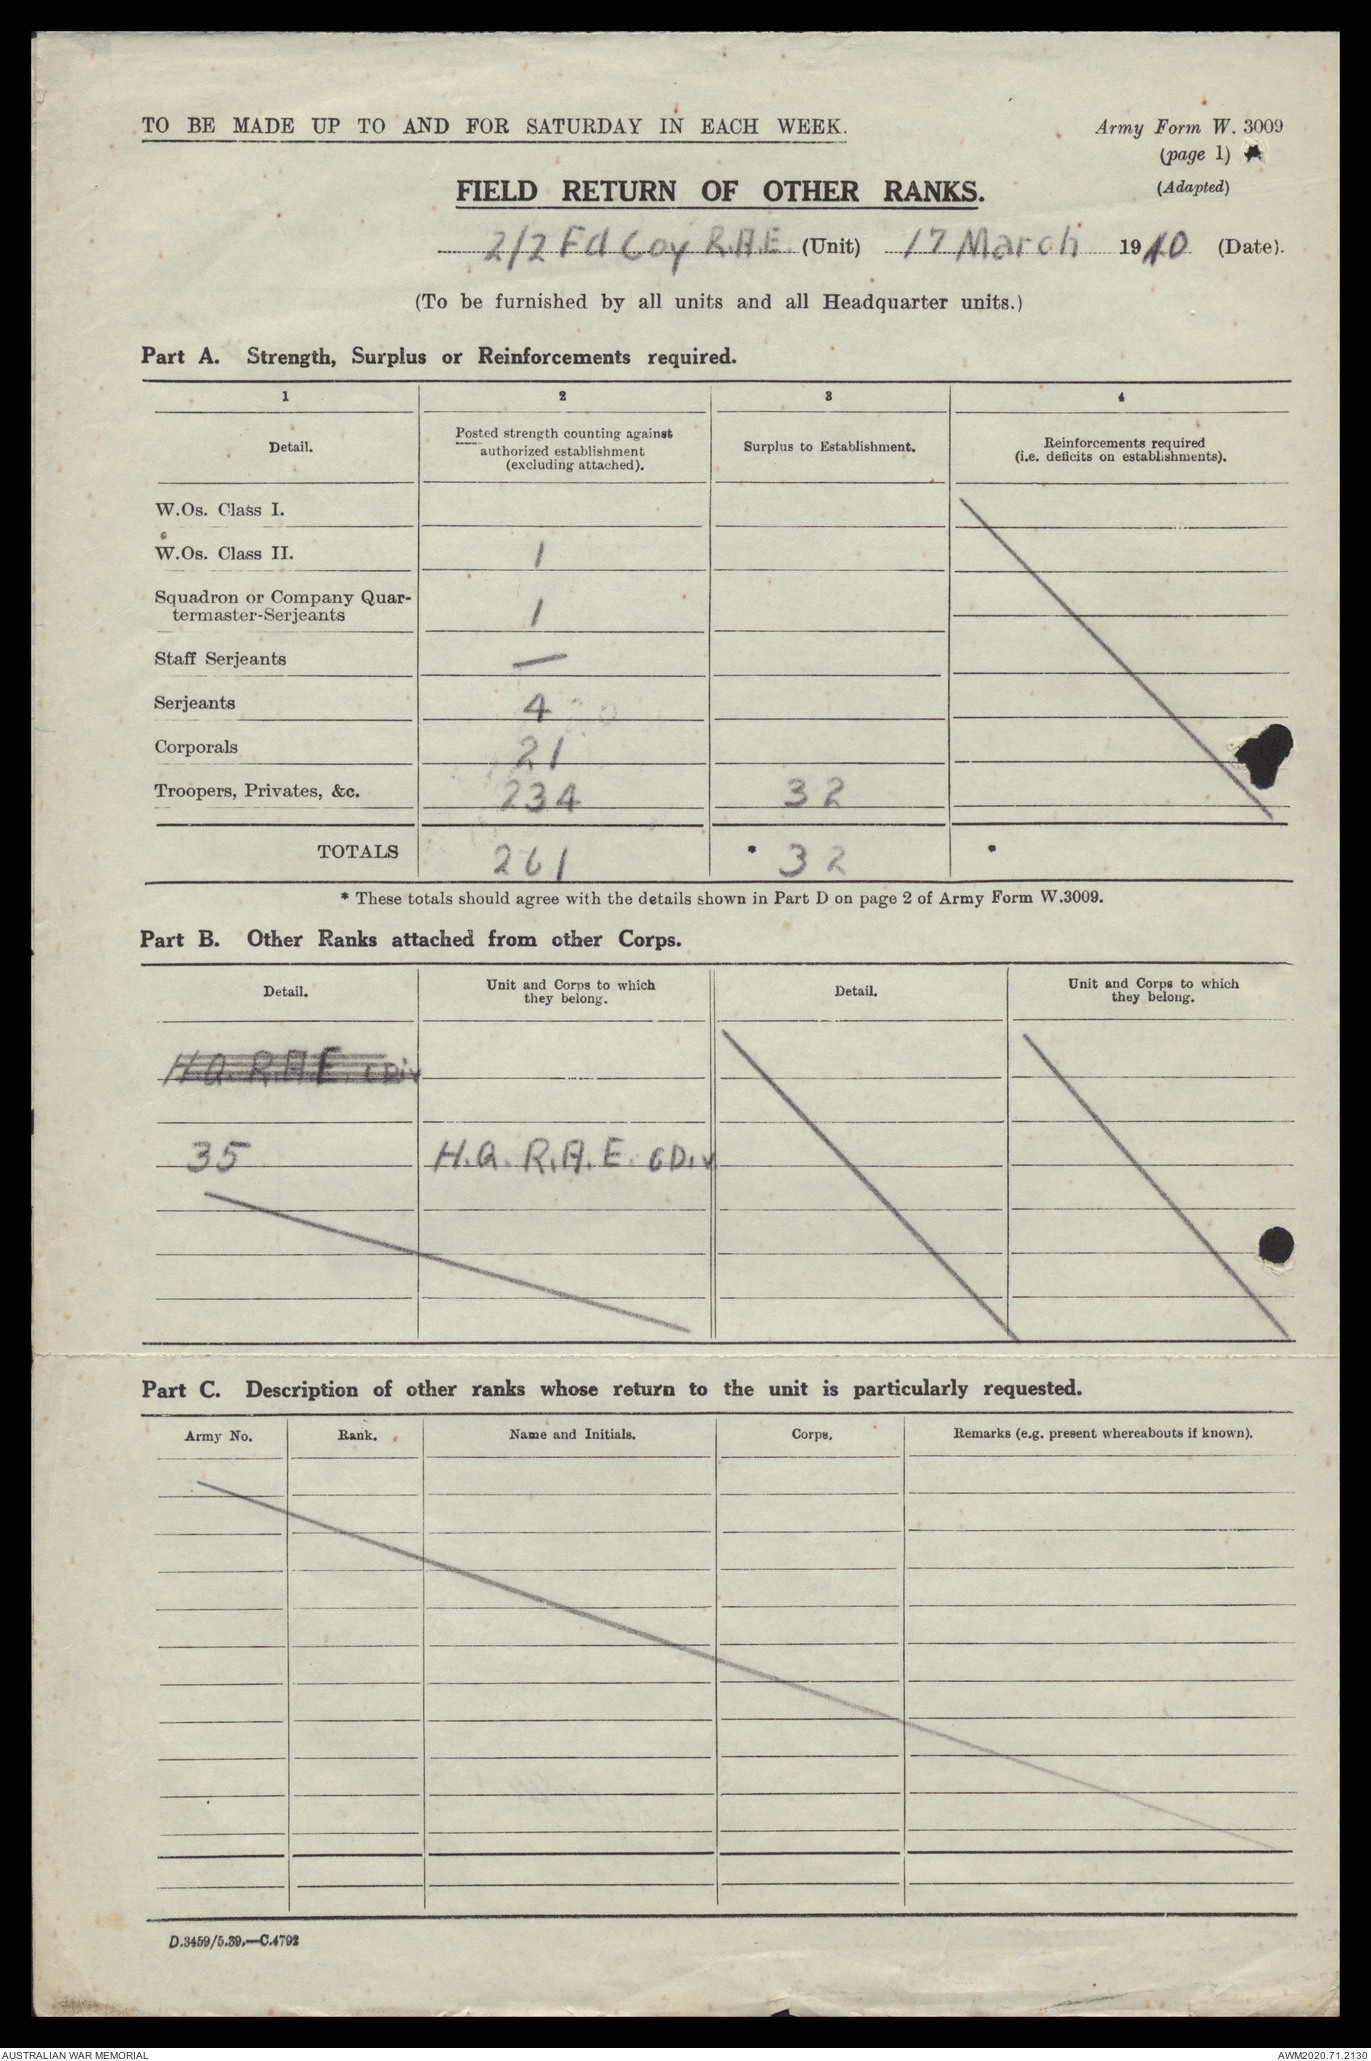 TO BE MADE UP TO AND FOR SATURDAY IN EACH WEEK.
Army Form W. 3009
(page 1)
(Adapted)
FIELD RETURN OF OTHER RANKS.
2/2 Fd Coy R.A.E. (Unit) 17 March 1940 (Date).
(To be furnished by all units and all Headquarter units.)
Part A. Strength, Surplus or Reinforcements required.
1 2 3 4
Detail.
Posted strength counting against
authorized establishment
(excluding attached).
Surplus to Establishment.
Reinforcements required
(i.e. deficits on establishments).
W.Os. Class I.
W.Os. Class II. 1
Squadron or Company Quar-
termaster-Serjeants 1
Staff Serjeants —
Serjeants 4
Corporals 21
Troopers, Privates, &c. 234 32
TOTALS 261 * 32 *
* These totals should agree with the details shown in Part D on page 2 of Army Form W.3009.
Part B. Other Ranks attached from other Corps.
Detail.
Unit and Corps to which
they belong.
Detail.
Unit and Corps to which
they belong.
H.Q. R.A.E. 6Div
35 H.Q. R.A.E. 6Div
Part C. Description of other ranks whose return to the unit is particularly requested.
Army No. Rank. Name and Initials. Corps. Remarks (e.g. present whereabouts if known).
D.3459/5.39.—C.4792
AUSTRALIAN WAR MEMORIAL
AWM2020.71.2130